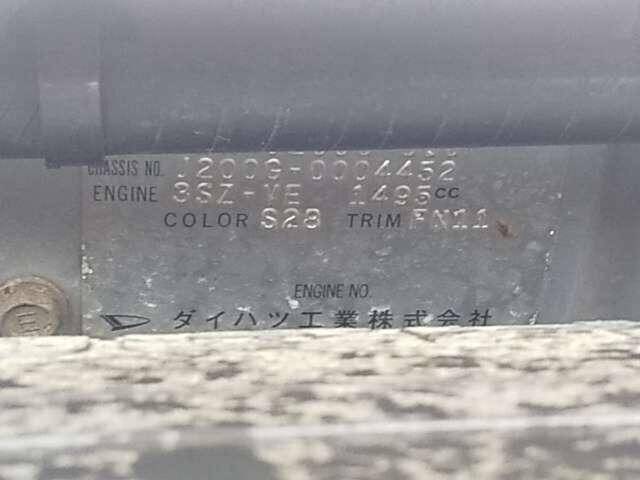 CHASSIS NO. J200G-0004452
ENGINE 3SZ-VE 1495CC
COLOR S28 TRIM FN11
ENGINE NO.
ダイハツ工業株式会社